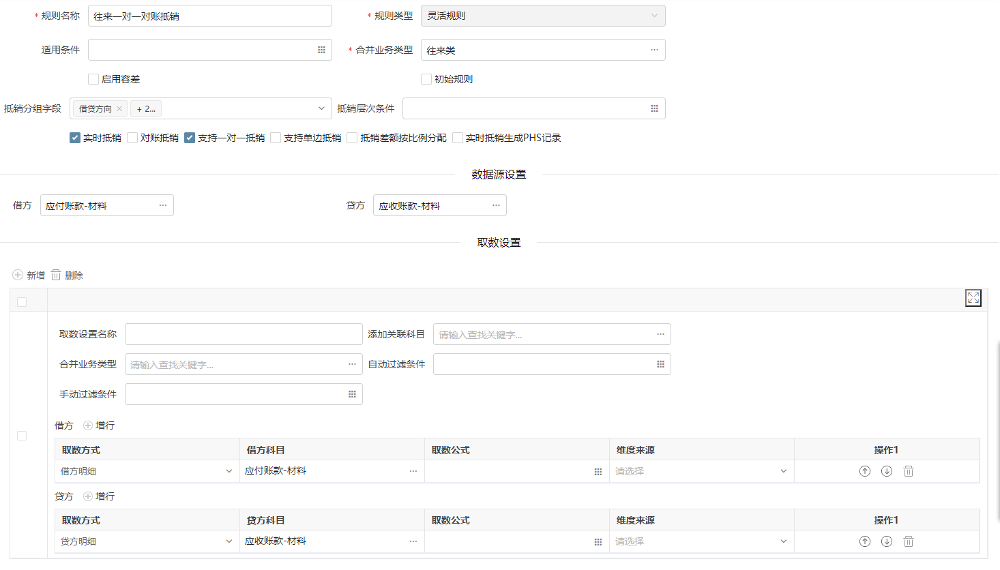 * 规则名称 往来一对一对账抵销 * 规则类型 灵活规则
适用条件 * 合并业务类型 往来类 ...
启用容差 初始规则
抵销分组字段 借贷方向 × + 2... 抵销层次条件
实时抵销 对账抵销 支持一对一抵销 支持单边抵销 抵销差额按比例分配 实时抵销生成PHS记录
数据源设置
借方 应付账款-材料 ... 贷方 应收账款-材料 ...
取数设置
新增 删除
取数设置名称 添加关联科目 请输入查找关键字... ...
合并业务类型 请输入查找关键字... ... 自动过滤条件
手动过滤条件
借方 增行
取数方式 借方科目 取数公式 维度来源 操作1
借方明细 应付账款-材料 ... 请选择
贷方 增行
取数方式 贷方科目 取数公式 维度来源 操作1
贷方明细 应收账款-材料 ... 请选择